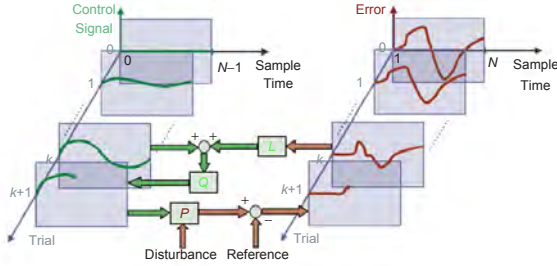 Control
Signal
Error
0
0
N–1
Sample
Time
1
k
k+1
Trial
0
1
N
Sample
Time
1
k
k+1
Trial
+
+
L
Q
P
+
–
Disturbance
Reference